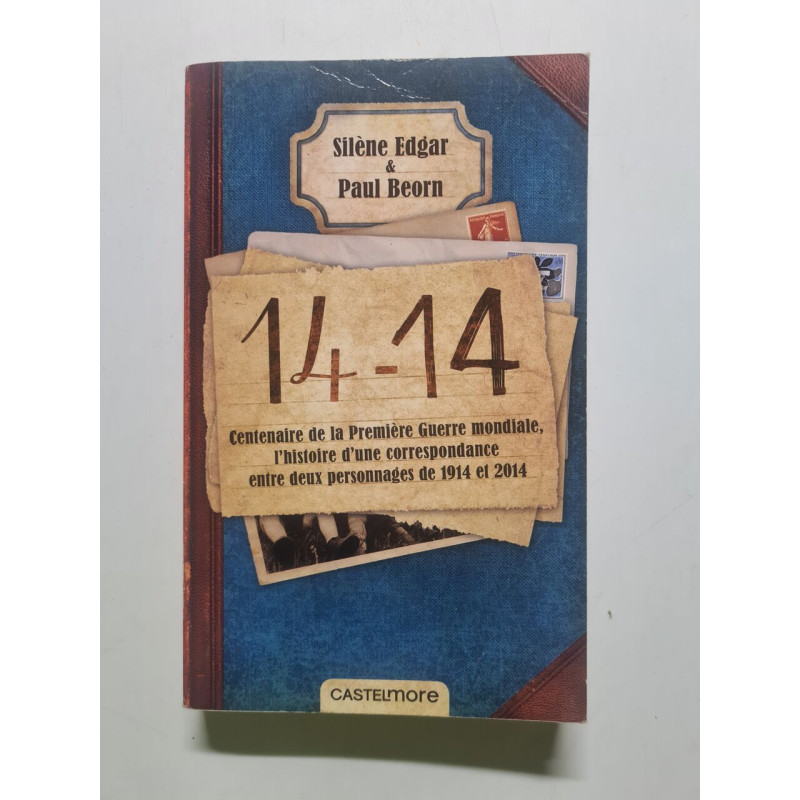 Silène Edgar
&
Paul Beorn
14-14
Centenaire de la Première Guerre mondiale,
l'histoire d'une correspondance
entre deux personnages de 1914 et 2014
CASTELmore